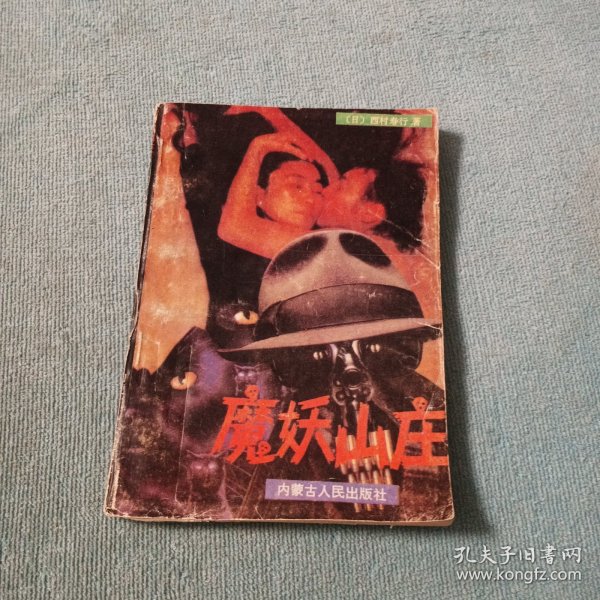 〔日〕西村寿行 著
魔妖山庄
内蒙古人民出版社
孔夫子旧書网
www.kongfz.com